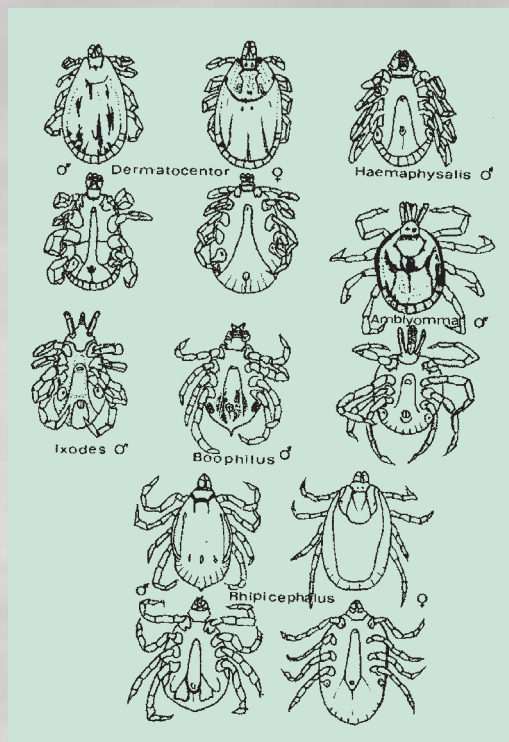 ♂ Dermatocentor ♀
Haemaphysalis ♂
Amblyomma ♂
Ixodes ♂
Boophilus ♂
♂ Rhipicephalus ♀